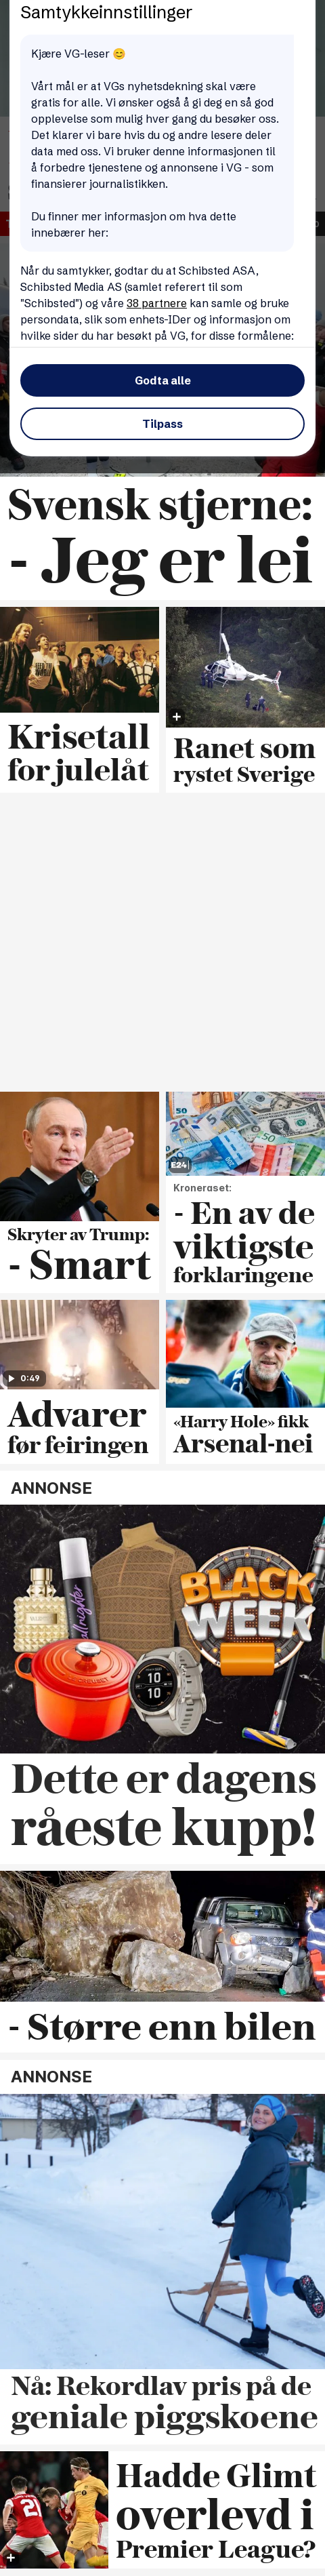 Samtykkeinnstillinger
Kjære VG-leser 😊
Vårt mål er at VGs nyhetsdekning skal være
gratis for alle. Vi ønsker også å gi deg en så god
opplevelse som mulig hver gang du besøker oss.
Det klarer vi bare hvis du og andre lesere deler
data med oss. Vi bruker denne informasjonen til
å forbedre tjenestene og annonsene i VG - som
finansierer journalistikken.
Du finner mer informasjon om hva dette
innebærer her:
Når du samtykker, godtar du at Schibsted ASA,
Schibsted Media AS (samlet referert til som
"Schibsted") og våre 38 partnere kan samle og bruke
persondata, slik som enhets-IDer og informasjon om
hvilke sider du har besøkt på VG, for disse formålene:
Godta alle
Tilpass
Svensk stjerne:
- Jeg er lei
Krisetall
for julelåt
Ranet som
rystet Sverige
Skryter av Trump:
- Smart
E24
Kroneraset:
- En av de
viktigste
forklaringene
0:49
Advarer
før feiringen
«Harry Hole» fikk
Arsenal-nei
ANNONSE
BLACK
WEEK
Dette er dagens
råeste kupp!
- Større enn bilen
ANNONSE
Nå: Rekordlav pris på de
geniale piggskoene
21
Hadde Glimt
overlevd i
Premier League?